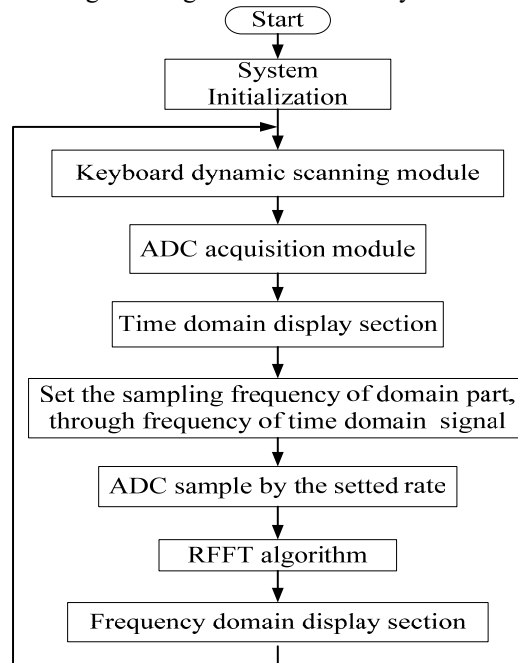 Start
System
Initialization
Keyboard dynamic scanning module
ADC acquisition module
Time domain display section
Set the sampling frequency of domain part,
through frequency of time domain signal
ADC sample by the setted rate
RFFT algorithm
Frequency domain display section